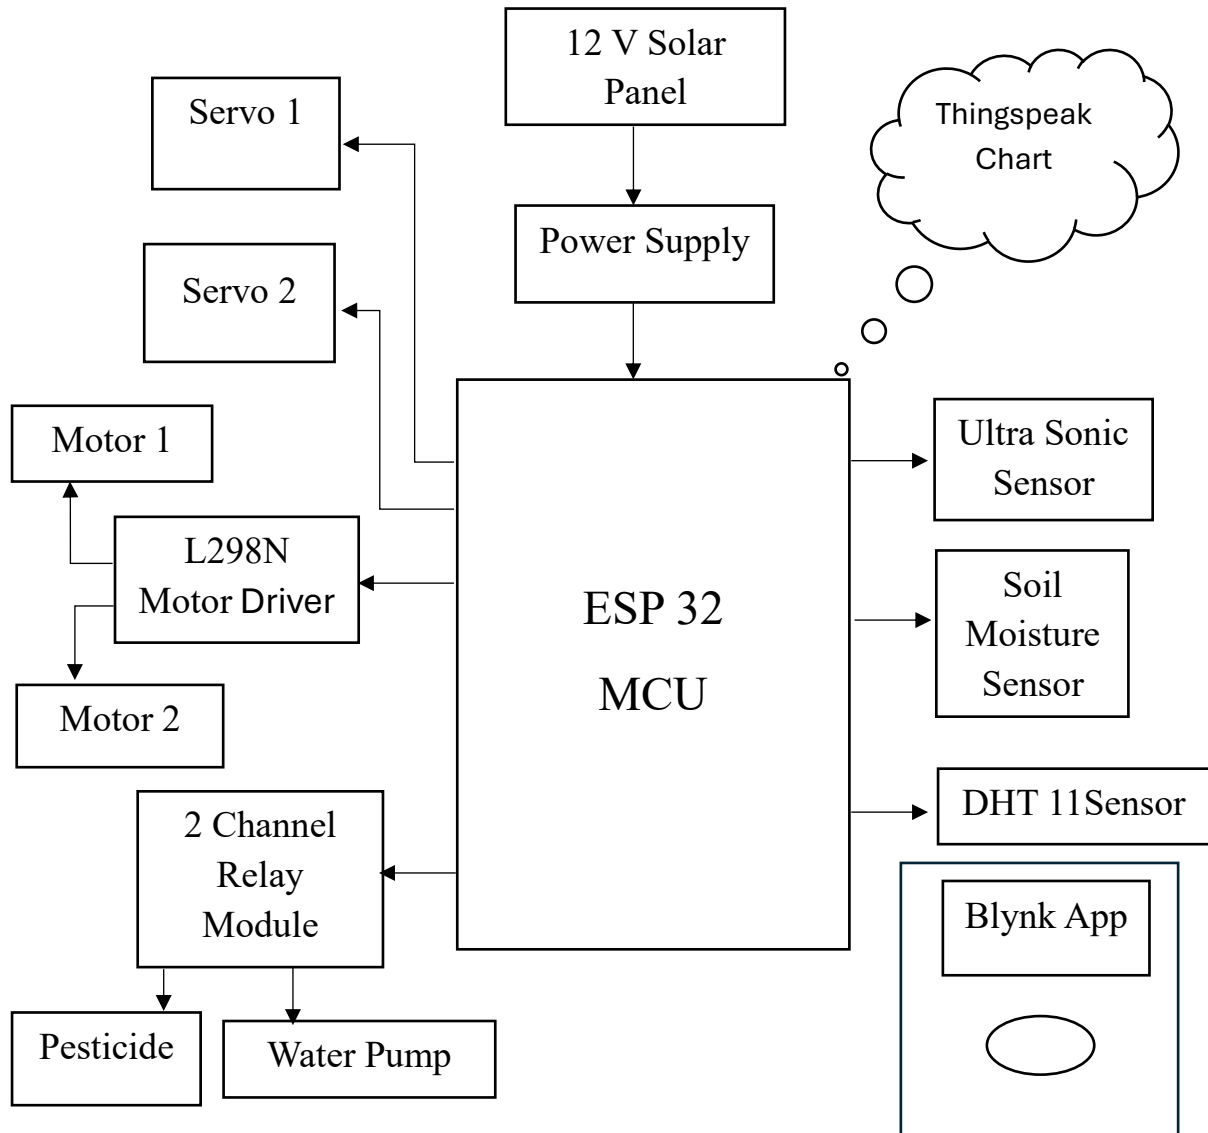 12 V Solar
Panel
Servo 1
Thingspeak
Chart
Power Supply
Servo 2
Motor 1
Ultra Sonic
Sensor
L298N
Motor Driver
ESP 32
MCU
Soil
Moisture
Sensor
Motor 2
DHT 11Sensor
2 Channel
Relay
Module
Blynk App
Pesticide
Water Pump